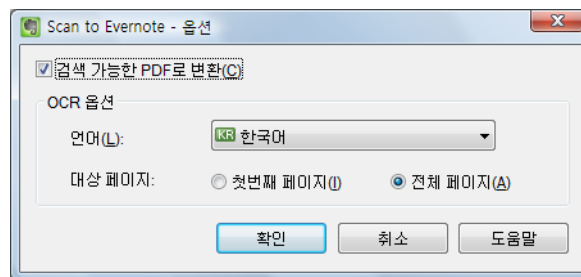 Scan to Evernote - 옵션
검색 가능한 PDF로 변환(C)
OCR 옵션
언어(L):
KR 한국어
대상 페이지:
첫번째 페이지(I)
전체 페이지(A)
확인
취소
도움말